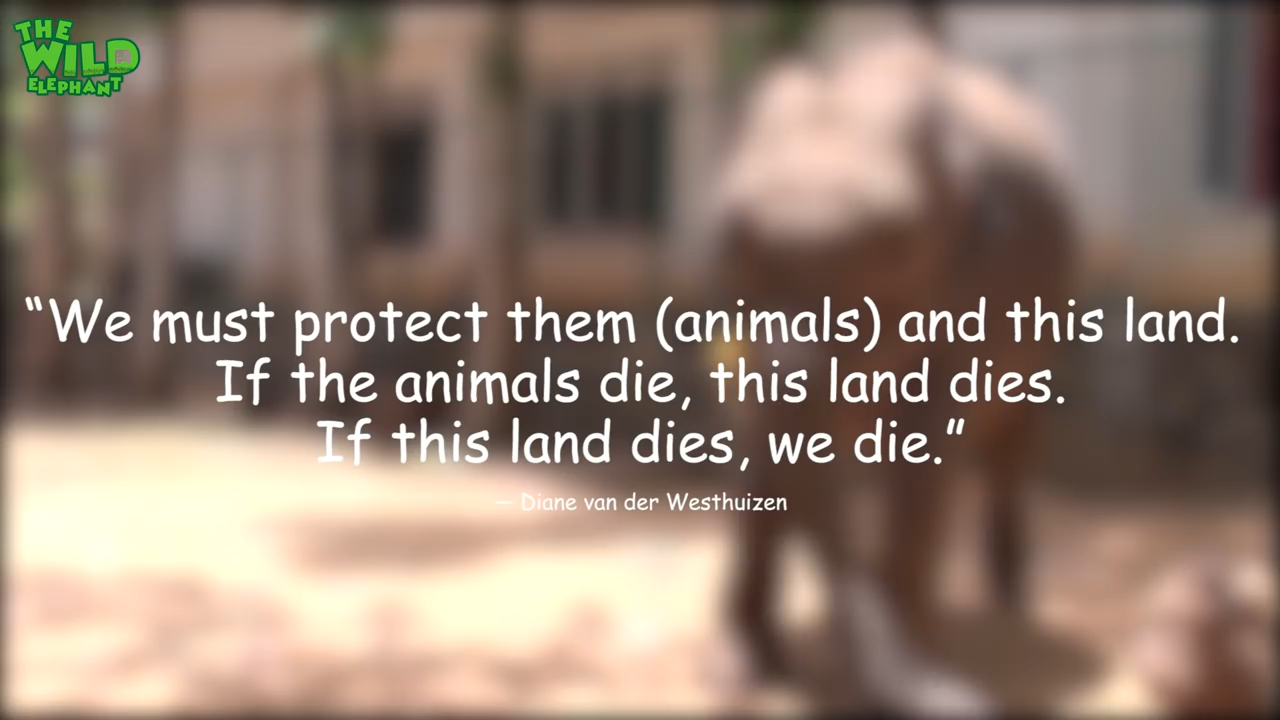 THE
WILD
ELEPHANT
“We must protect them (animals) and this land.
If the animals die, this land dies.
If this land dies, we die.”
— Diane van der Westhuizen